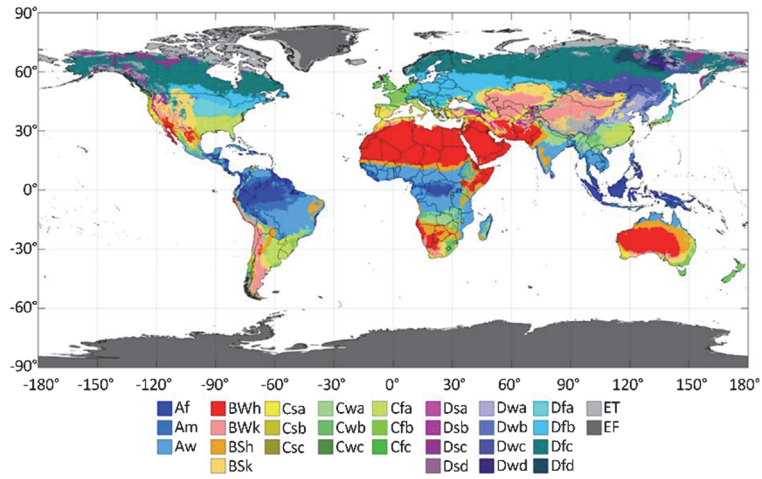 90°
60°
30°
0°
-30°
-60°
-90°
-180° -150° -120° -90° -60° -30° 0° 30° 60° 90° 120° 150° 180°
Af BWh Csa Cwa Cfa Dsa Dwa Dfa ET
Am BWk Csb Cwb Cfb Dsb Dwb Dfb EF
Aw BSh Csc Cwc Cfc Dsc Dwc Dfc
BSk Dsd Dwd Dfd